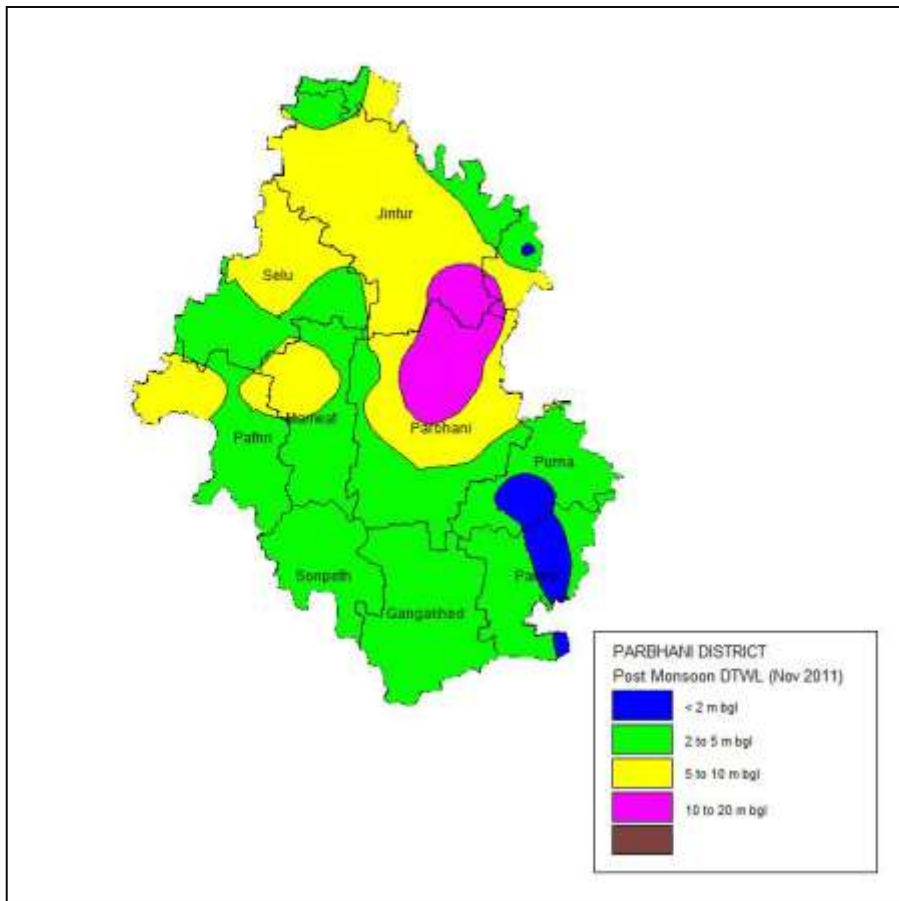 Jintur
Selu
Manwat
Pathri
Parbhani
Purna
Sonpeth
Gangakhed
PARBHANI DISTRICT
Post Monsoon DTWL (Nov 2011)
< 2 m bgl
2 to 5 m bgl
5 to 10 m bgl
10 to 20 m bgl